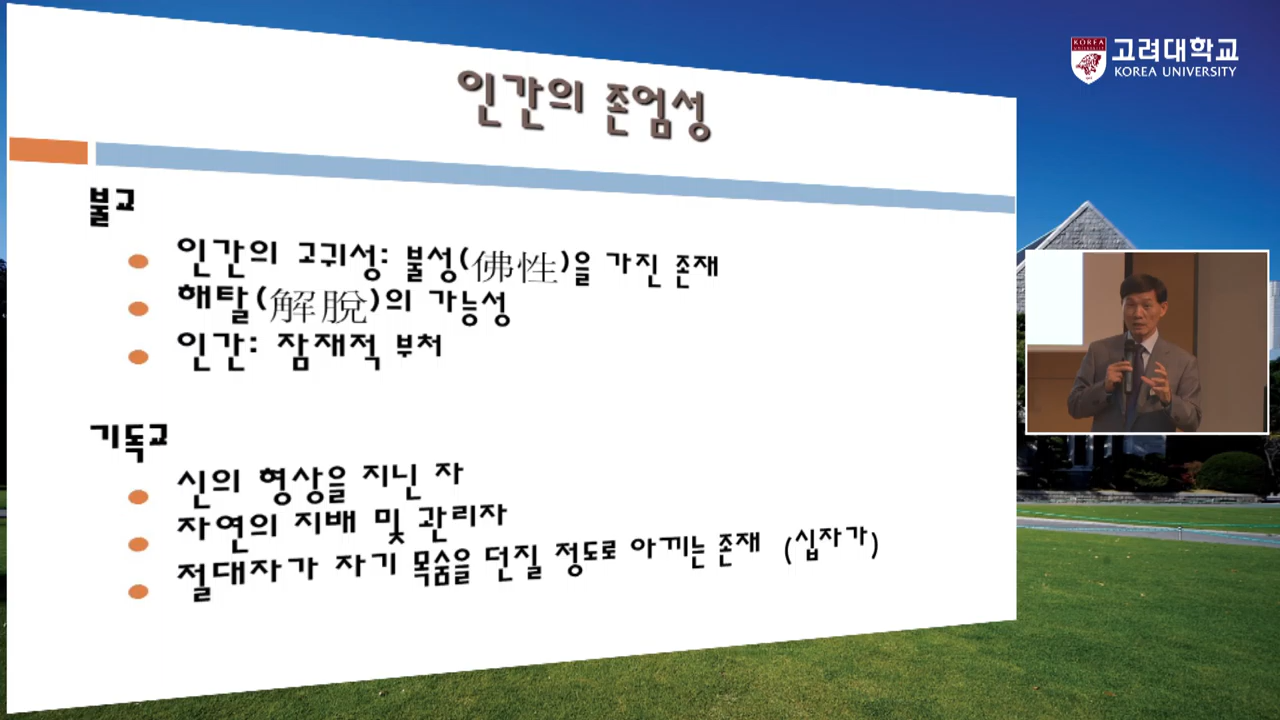 고려대학교
KOREA UNIVERSITY
KOREA
인간의 존엄성
불교
인간의 고귀성: 불성(佛性)을 가진 존재
해탈(解脫)의 가능성
인간: 잠재적 부처
기독교
신의 형상을 지닌 자
자연의 지배 및 관리자
절대자가 자기 목숨을 던질 정도로 아끼는 존재 (십자가)